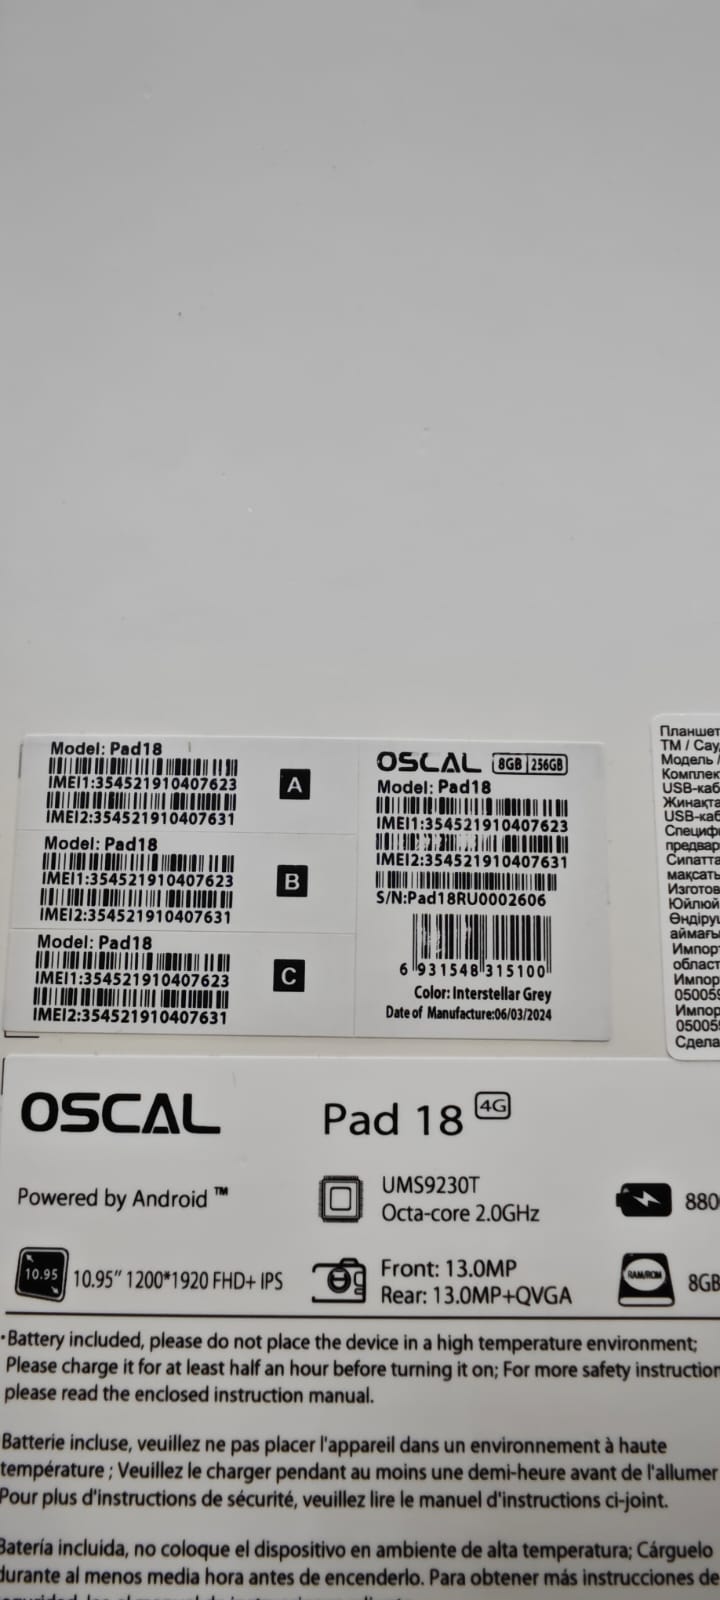 Model: Pad18
IMEI1:354521910407623
IMEI2:354521910407631
A
Model: Pad18
IMEI1:354521910407623
IMEI2:354521910407631
B
Model: Pad18
IMEI1:354521910407623
IMEI2:354521910407631
C
OSCAL 8GB 256GB
Model: Pad18
IMEI1:354521910407623
IMEI2:354521910407631
S/N:Pad18RU0002606
6 931548 315100
Color: Interstellar Grey
Date of Manufacture:06/03/2024
Планшет
ТМ / Сау
Модель /
Комплек
USB-каб
Жинақта
USB-каб
Специфи
предвар
Сипатта
мақсаты
Изготов
Юйлюй
Өндіруш
аймағы
Импорт
област
Импор
050059
Импор
050059
Сдела
OSCAL
Pad 18 4G
Powered by Android ™
UMS9230T
Octa-core 2.0GHz
880
10.95
10.95" 1200*1920 FHD+ IPS
Front: 13.0MP
Rear: 13.0MP+QVGA
RAM/ROM
8GB
·Battery included, please do not place the device in a high temperature environment;
Please charge it for at least half an hour before turning it on; For more safety instruction
please read the enclosed instruction manual.
Batterie incluse, veuillez ne pas placer l'appareil dans un environnement à haute
température ; Veuillez le charger pendant au moins une demi-heure avant de l'allumer
Pour plus d'instructions de sécurité, veuillez lire le manuel d'instructions ci-joint.
Batería incluida, no coloque el dispositivo en ambiente de alta temperatura; Cárguelo
durante al menos media hora antes de encenderlo. Para obtener más instrucciones de